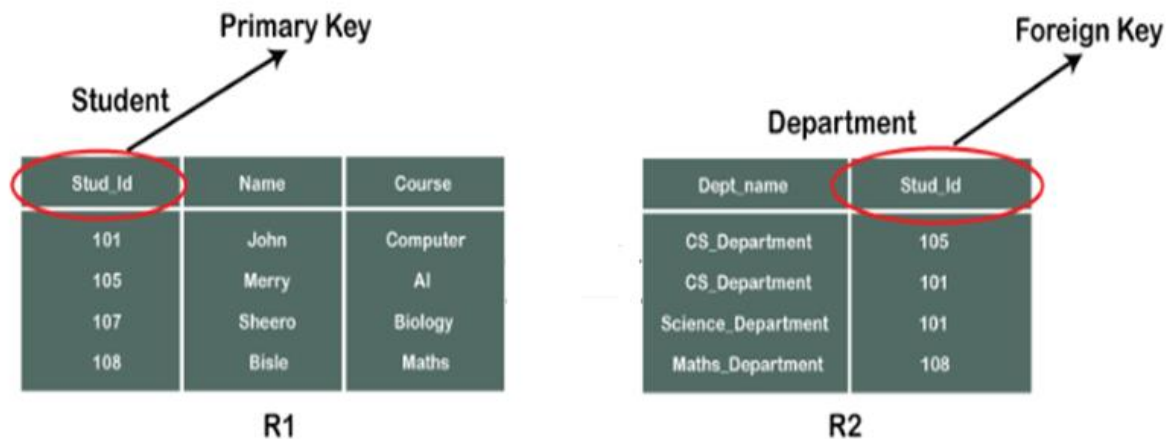 Primary Key
Student
Stud_Id Name Course
101 John Computer
105 Merry AI
107 Sheero Biology
108 Bisle Maths
R1
Foreign Key
Department
Dept_name Stud_Id
CS_Department 105
CS_Department 101
Science_Department 101
Maths_Department 108
R2